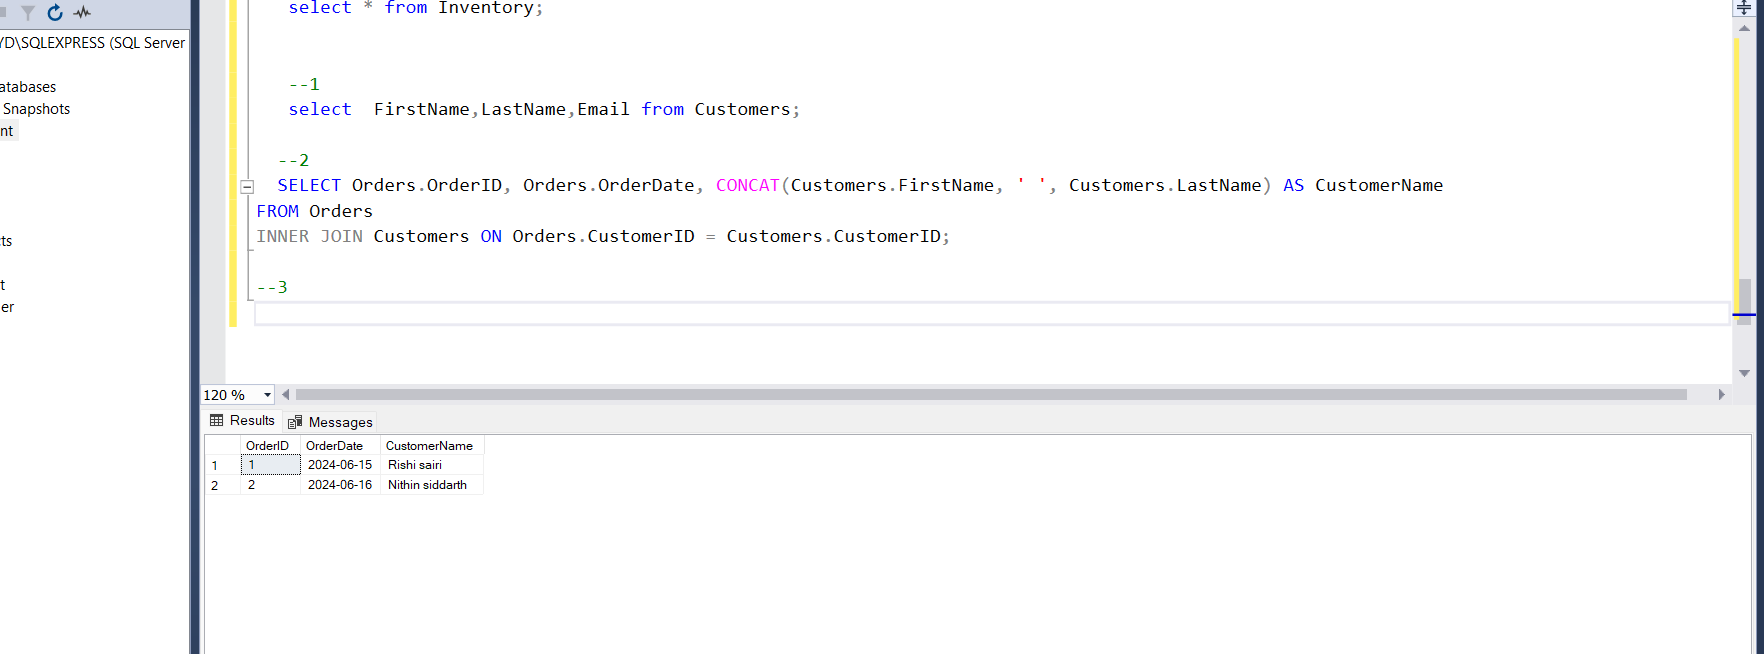 select * from Inventory;
YD\SQLEXPRESS (SQL Server
atabases
Snapshots
nt
ts
t
er
--1
select  FirstName,LastName,Email from Customers;
--2
SELECT Orders.OrderID, Orders.OrderDate, CONCAT(Customers.FirstName, ' ', Customers.LastName) AS CustomerName
FROM Orders
INNER JOIN Customers ON Orders.CustomerID = Customers.CustomerID;
--3
120 %
Results Messages
OrderID OrderDate CustomerName
1 1 2024-06-15 Rishi sairi
2 2 2024-06-16 Nithin siddarth